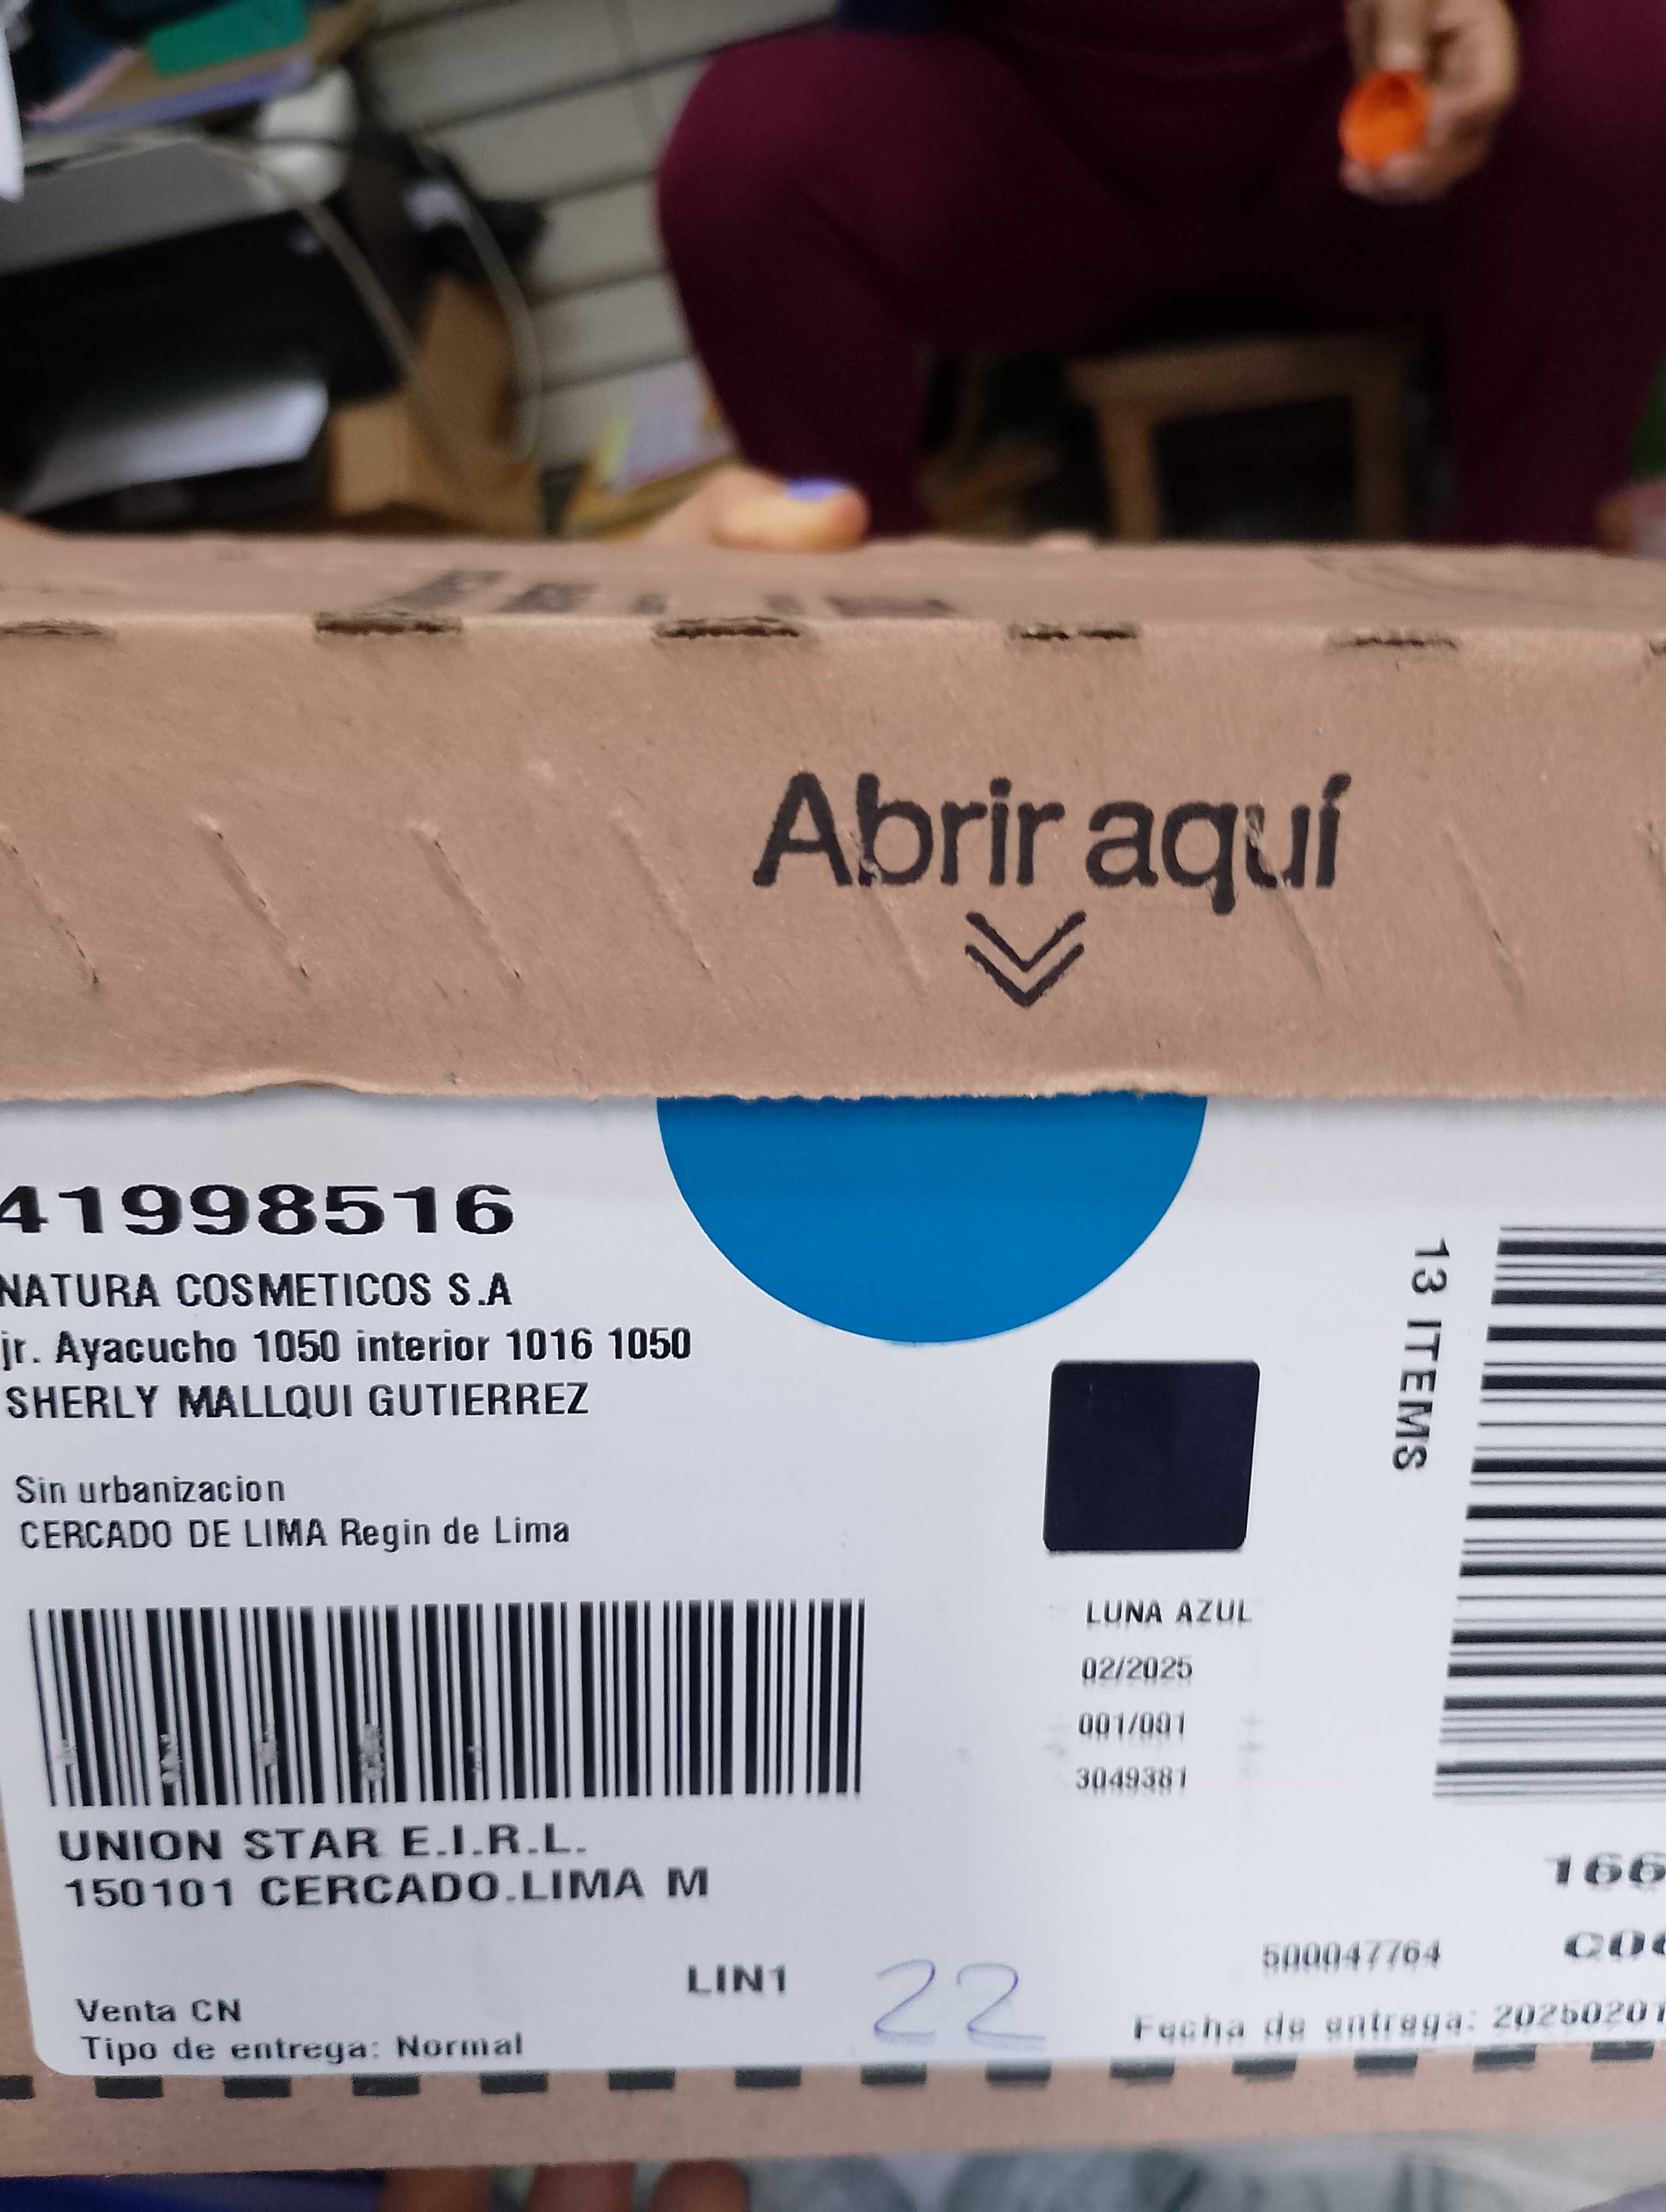 Abrir aquí
41998516
NATURA COSMETICOS S.A
jr. Ayacucho 1050 interior 1016 1050
SHERLY MALLQUI GUTIERREZ
Sin urbanizacion
CERCADO DE LIMA Regin de Lima
13 ITEMS
LUNA AZUL
02/2025
001/001
3049381
UNION STAR E.I.R.L.
150101 CERCADO.LIMA M
166
LIN1
22
500047764
Venta CN
Tipo de entrega: Normal
Fecha de entrega: 20250201